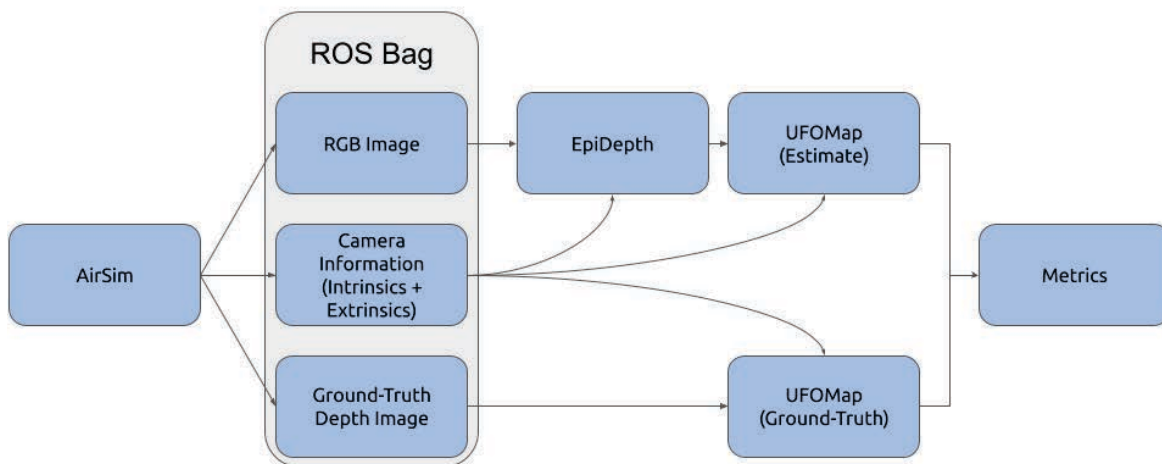 ROS Bag
RGB Image
EpiDepth
UFOMap
(Estimate)
AirSim
Camera
Information
(Intrinsics +
Extrinsics)
Metrics
Ground-Truth
Depth Image
UFOMap
(Ground-Truth)